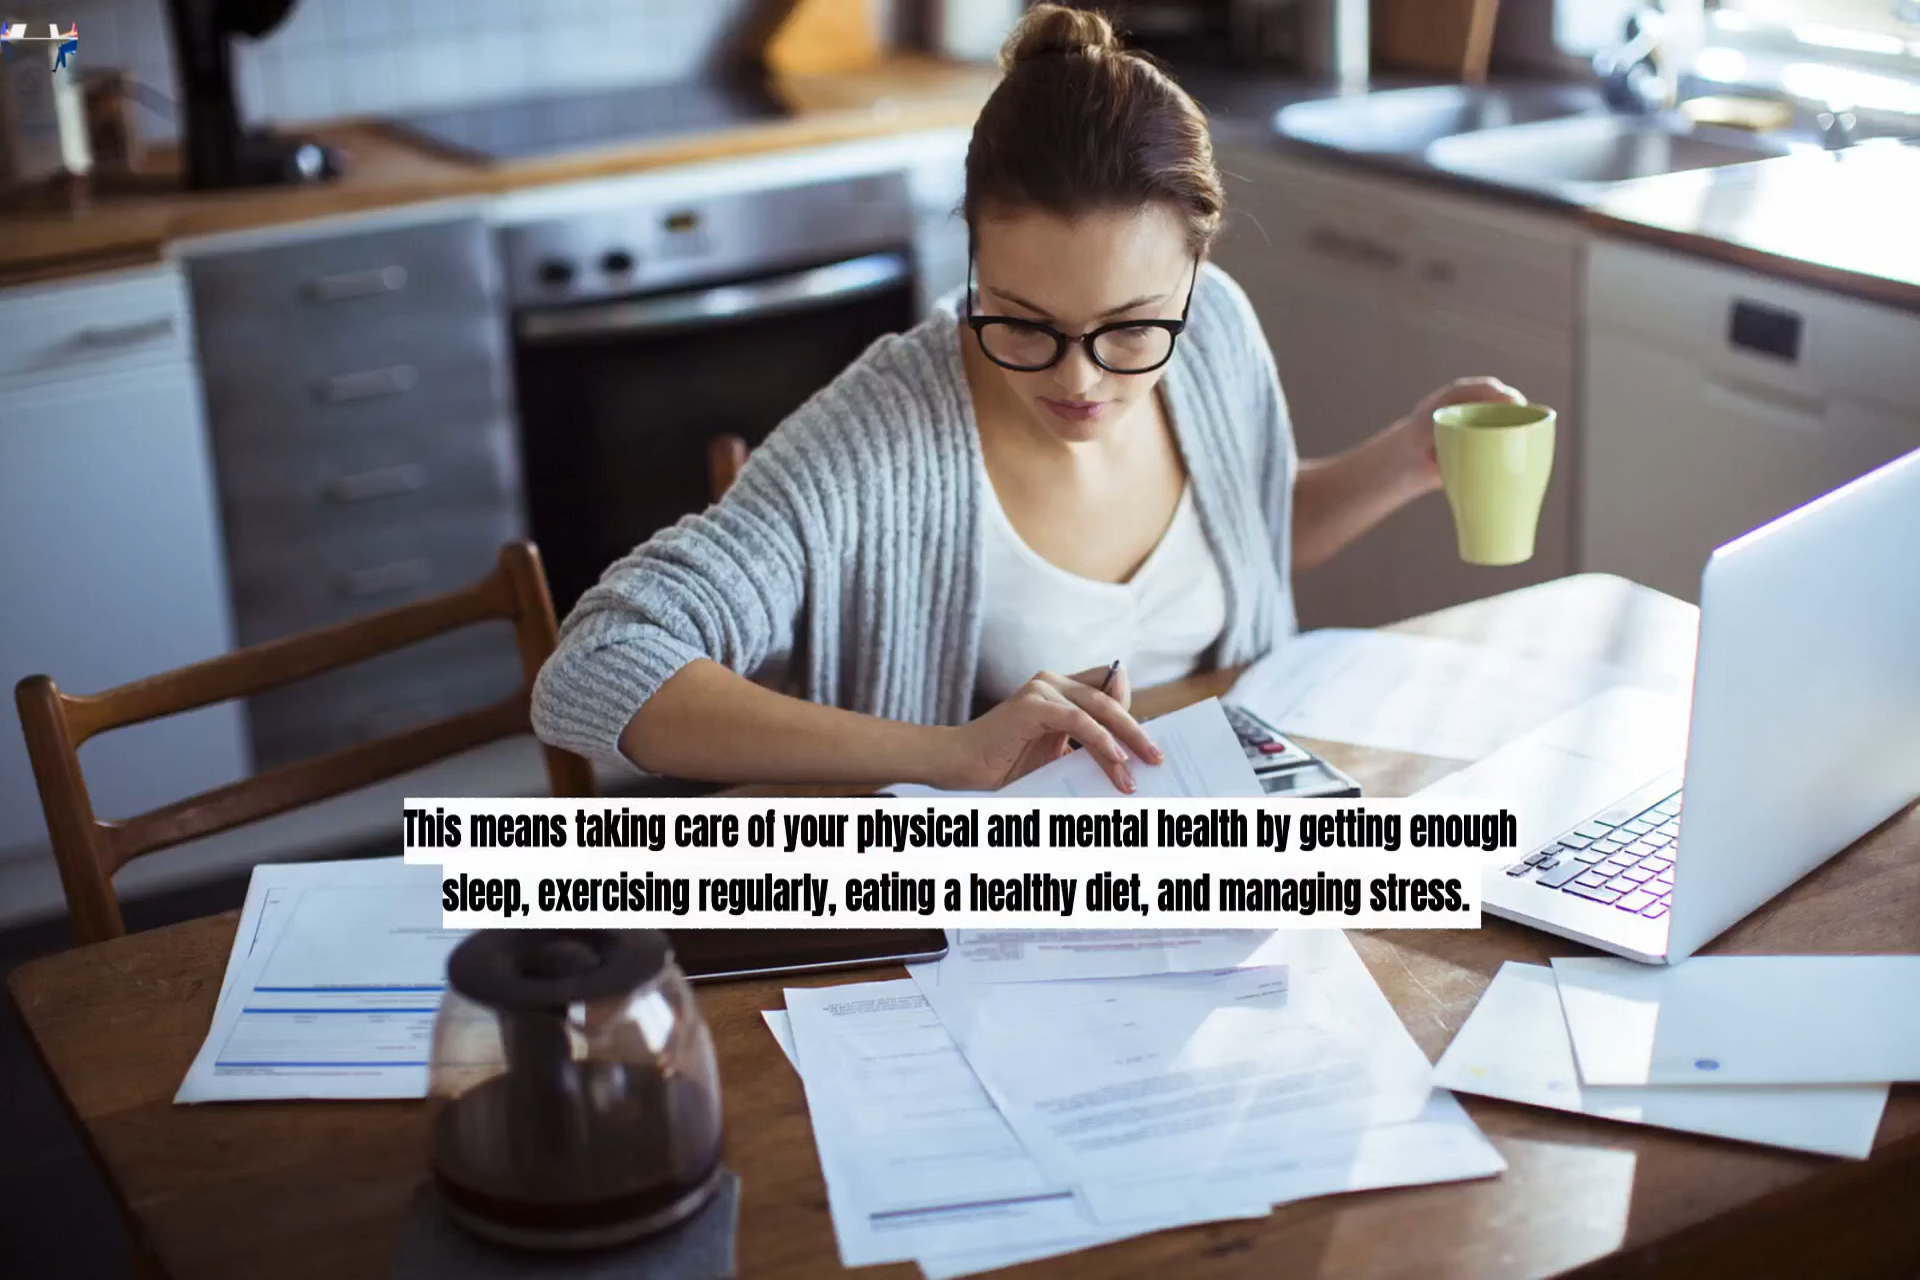 This means taking care of your physical and mental health by getting enough
sleep, exercising regularly, eating a healthy diet, and managing stress.